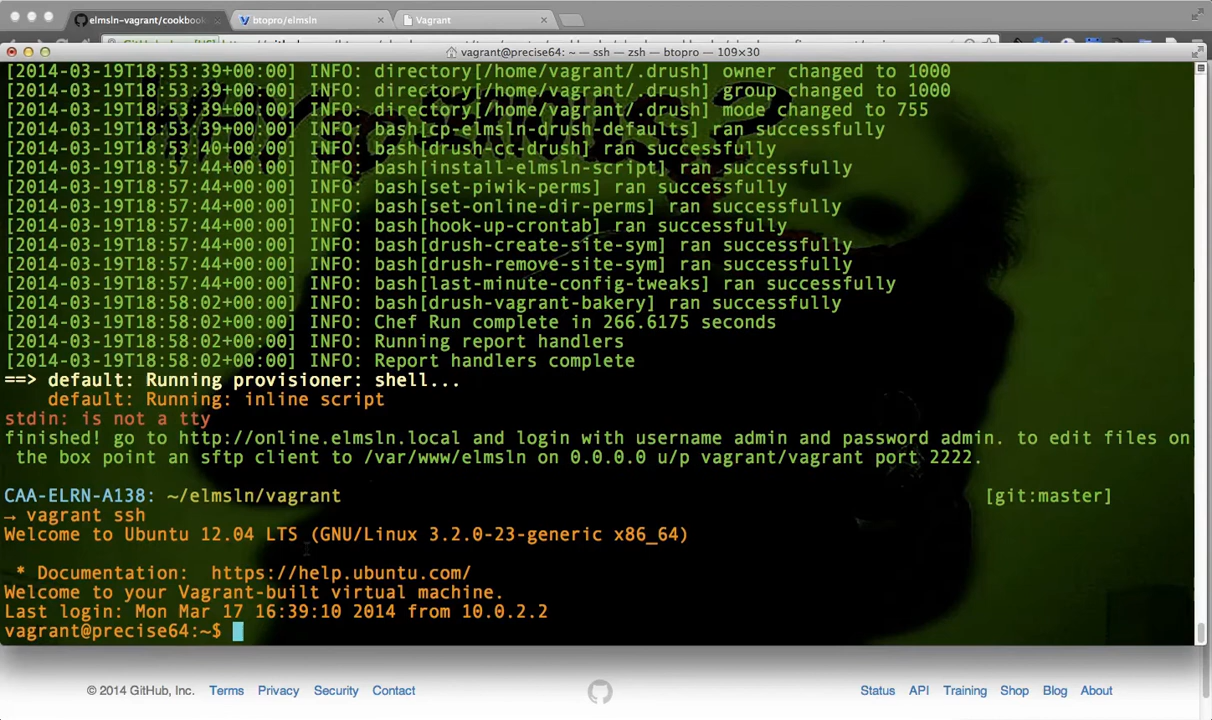 elmsln-vagrant/cookbook
btopro/elmsln
Vagrant
vagrant@precise64: ~ — ssh — zsh — btopro — 109×30
[2014-03-19T18:53:39+00:00] INFO: directory[/home/vagrant/.drush] owner changed to 1000
[2014-03-19T18:53:39+00:00] INFO: directory[/home/vagrant/.drush] group changed to 1000
[2014-03-19T18:53:39+00:00] INFO: directory[/home/vagrant/.drush] mode changed to 755
[2014-03-19T18:53:39+00:00] INFO: bash[cp-elmsln-drush-defaults] ran successfully
[2014-03-19T18:53:40+00:00] INFO: bash[drush-cc-drush] ran successfully
[2014-03-19T18:57:44+00:00] INFO: bash[install-elmsln-script] ran successfully
[2014-03-19T18:57:44+00:00] INFO: bash[set-piwik-perms] ran successfully
[2014-03-19T18:57:44+00:00] INFO: bash[set-online-dir-perms] ran successfully
[2014-03-19T18:57:44+00:00] INFO: bash[hook-up-crontab] ran successfully
[2014-03-19T18:57:44+00:00] INFO: bash[drush-create-site-sym] ran successfully
[2014-03-19T18:57:44+00:00] INFO: bash[drush-remove-site-sym] ran successfully
[2014-03-19T18:57:44+00:00] INFO: bash[last-minute-config-tweaks] ran successfully
[2014-03-19T18:58:02+00:00] INFO: bash[drush-vagrant-bakery] ran successfully
[2014-03-19T18:58:02+00:00] INFO: Chef Run complete in 266.6175 seconds
[2014-03-19T18:58:02+00:00] INFO: Running report handlers
[2014-03-19T18:58:02+00:00] INFO: Report handlers complete
==> default: Running provisioner: shell...
default: Running: inline script
stdin: is not a tty
finished! go to http://online.elmsln.local and login with username admin and password admin. to edit files on
the box point an sftp client to /var/www/elmsln on 0.0.0.0 u/p vagrant/vagrant port 2222.
CAA-ELRN-A138: ~/elmsln/vagrant [git:master]
→ vagrant ssh
Welcome to Ubuntu 12.04 LTS (GNU/Linux 3.2.0-23-generic x86_64)
* Documentation: https://help.ubuntu.com/
Welcome to your Vagrant-built virtual machine.
Last login: Mon Mar 17 16:39:10 2014 from 10.0.2.2
vagrant@precise64:~$
© 2014 GitHub, Inc. Terms Privacy Security Contact Status API Training Shop Blog About